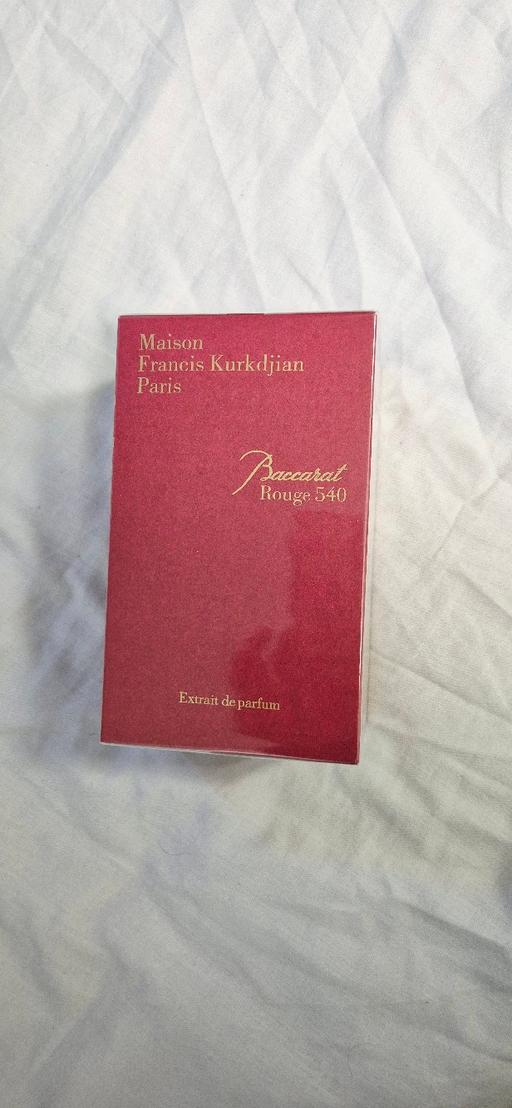 Maison
Francis Kurkdjian
Paris
Baccarat
Rouge 540
Extrait de parfum